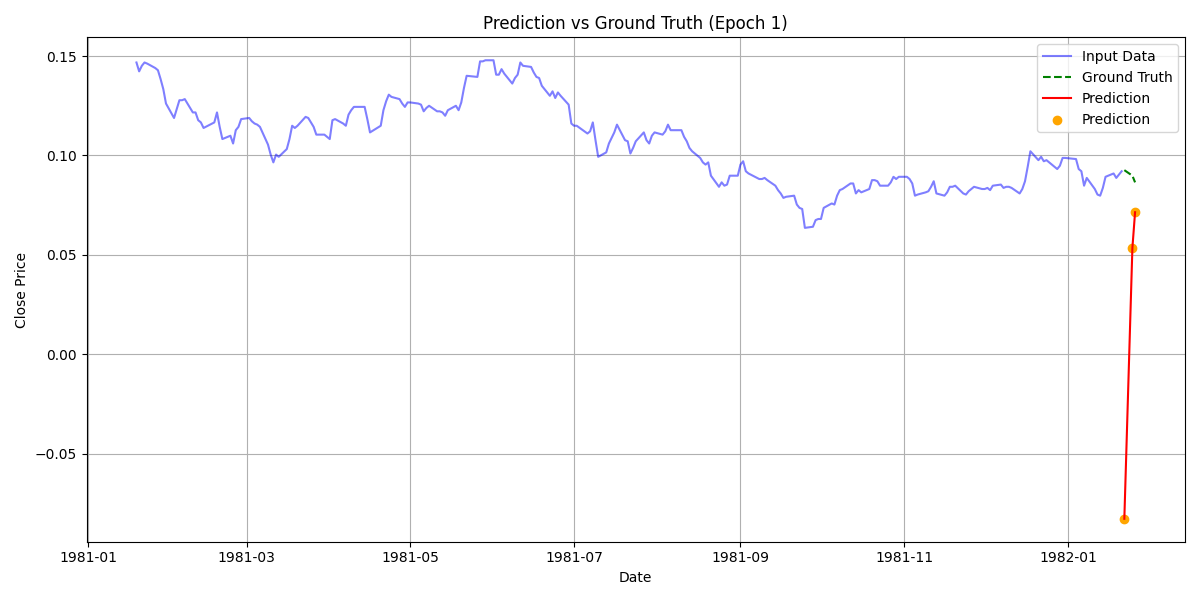 Prediction vs Ground Truth (Epoch 1)
Input Data
Ground Truth
Prediction
Prediction
0.15
0.10
0.05
0.00
−0.05
Close Price
1981-01
1981-03
1981-05
1981-07
1981-09
1981-11
1982-01
Date